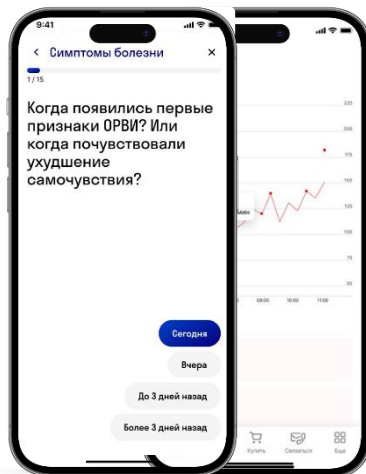 9:41
Симптомы болезни
1 / 15
Когда появились первые
признаки ОРВИ? Или
когда почувствовали
ухудшение
самочувствия?
Сегодня
Вчера
До 3 дней назад
Более 3 дней назад
225
200
175
150
125
100
75
50
09:00 10:00 11:00
Купить Связаться Еще